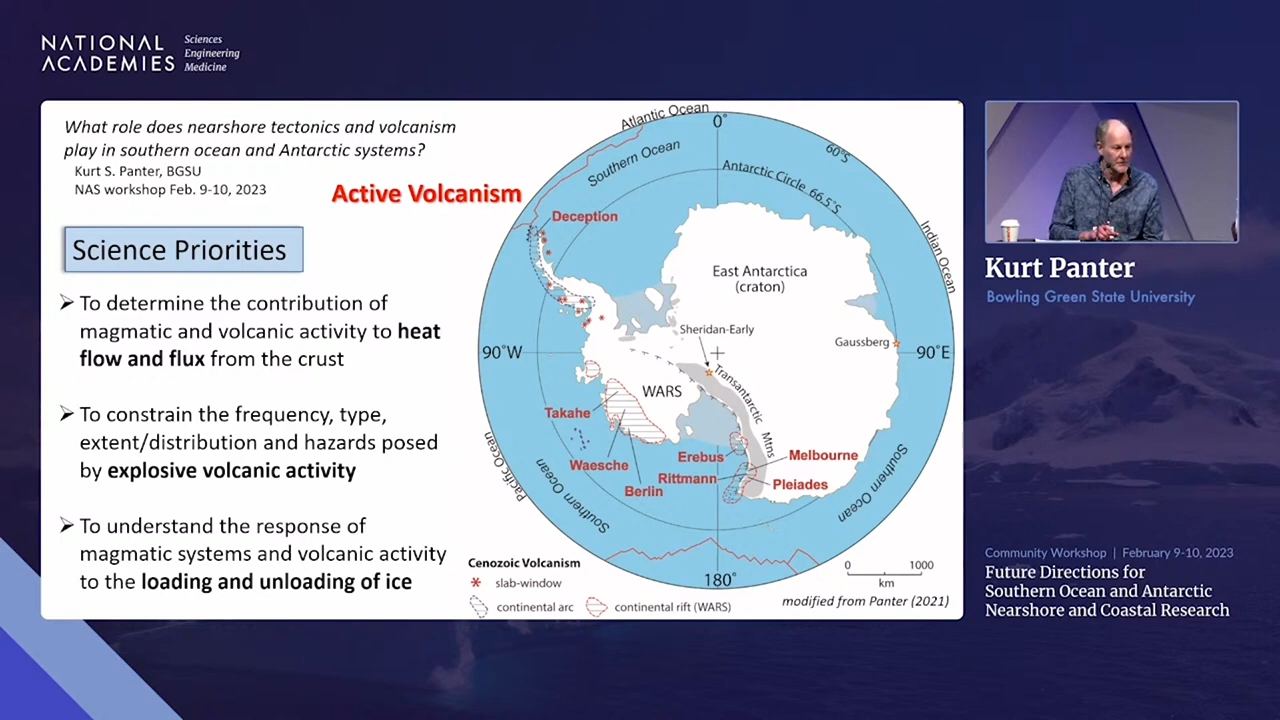 NATIONAL
ACADEMIES
Sciences
Engineering
Medicine
What role does nearshore tectonics and volcanism
play in southern ocean and Antarctic systems?
Kurt S. Panter, BGSU
NAS workshop Feb. 9-10, 2023
Active Volcanism
Science Priorities
➢ To determine the contribution of
magmatic and volcanic activity to heat
flow and flux from the crust
➢ To constrain the frequency, type,
extent/distribution and hazards posed
by explosive volcanic activity
➢ To understand the response of
magmatic systems and volcanic activity
to the loading and unloading of ice
Atlantic Ocean
0°
60°S
Southern Ocean
Antarctic Circle 66.5°S
Indian Ocean
Deception
East Antarctica
(craton)
Sheridan-Early
Gaussberg
90°W
90°E
WARS
Transantarctic Mtns
Takahe
Waesche
Berlin
Erebus
Rittmann
Melbourne
Pleiades
Pacific Ocean
Southern Ocean
Southern Ocean
180°
Cenozoic Volcanism
slab-window
continental arc
continental rift (WARS)
0 1000
km
modified from Panter (2021)
Kurt Panter
Bowling Green State University
Community Workshop | February 9-10, 2023
Future Directions for
Southern Ocean and Antarctic
Nearshore and Coastal Research